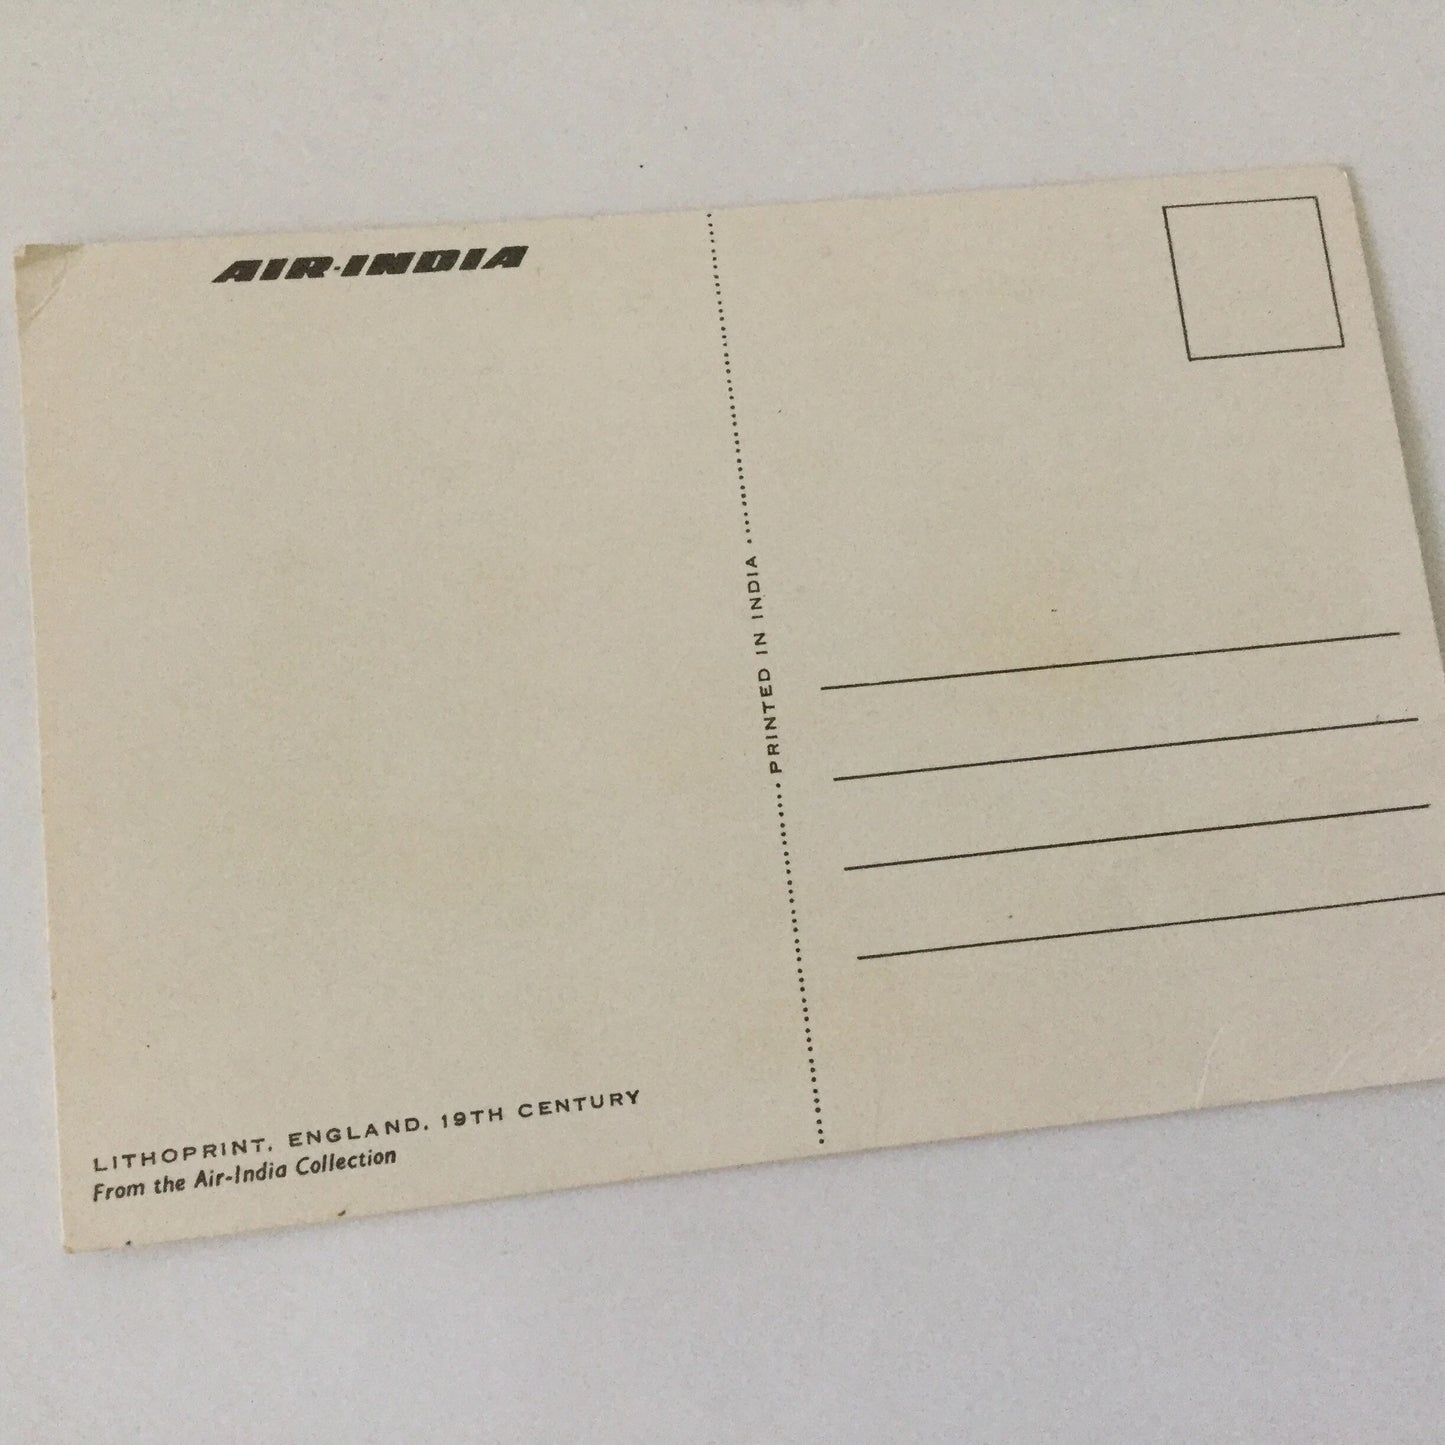 AIR-INDIA
PRINTED IN INDIA
LITHOPRINT, ENGLAND, 19TH CENTURY
From the Air-India Collection